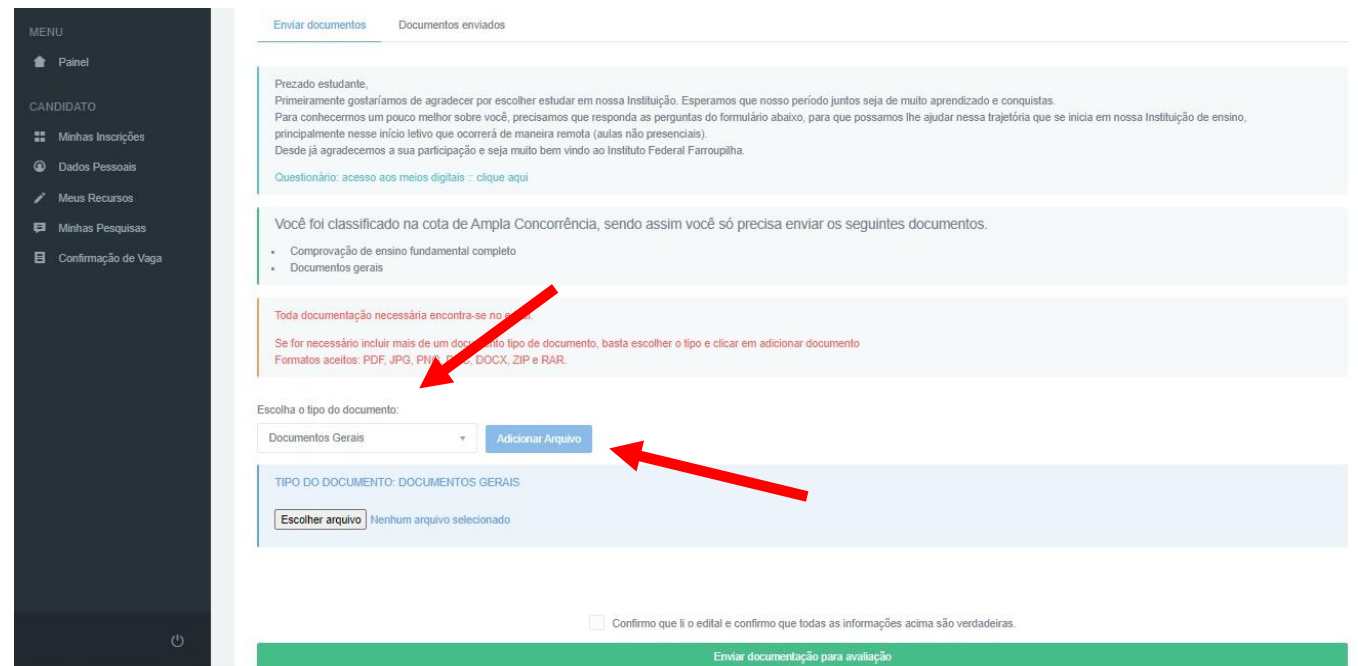 MENU
Painel
CANDIDATO
Minhas Inscrições
Dados Pessoais
Meus Recursos
Minhas Pesquisas
Confirmação de Vaga
Enviar documentos Documentos enviados
Prezado estudante,
Primeiramente gostaríamos de agradecer por escolher estudar em nossa Instituição. Esperamos que nosso período juntos seja de muito aprendizado e conquistas.
Para conhecermos um pouco melhor sobre você, precisamos que responda as perguntas do formulário abaixo, para que possamos lhe ajudar nessa trajetória que se inicia em nossa Instituição de ensino,
principalmente nesse início letivo que ocorrerá de maneira remota (aulas não presenciais).
Desde já agradecemos a sua participação e seja muito bem vindo ao Instituto Federal Farroupilha.
Questionário: acesso aos meios digitais :: clique aqui
Você foi classificado na cota de Ampla Concorrência, sendo assim você só precisa enviar os seguintes documentos.
Comprovação de ensino fundamental completo
Documentos gerais
Toda documentação necessária encontra-se no
Se for necessário incluir mais de um documento tipo de documento, basta escolher o tipo e clicar em adicionar documento
Formatos aceitos: PDF, JPG, PNG, DOC, DOCX, ZIP e RAR.
Escolha o tipo do documento:
Documentos Gerais Adicionar Arquivo
TIPO DO DOCUMENTO: DOCUMENTOS GERAIS
Escolher arquivo Nenhum arquivo selecionado
Confirmo que li o edital e confirmo que todas as informações acima são verdadeiras.
Enviar documentação para avaliação